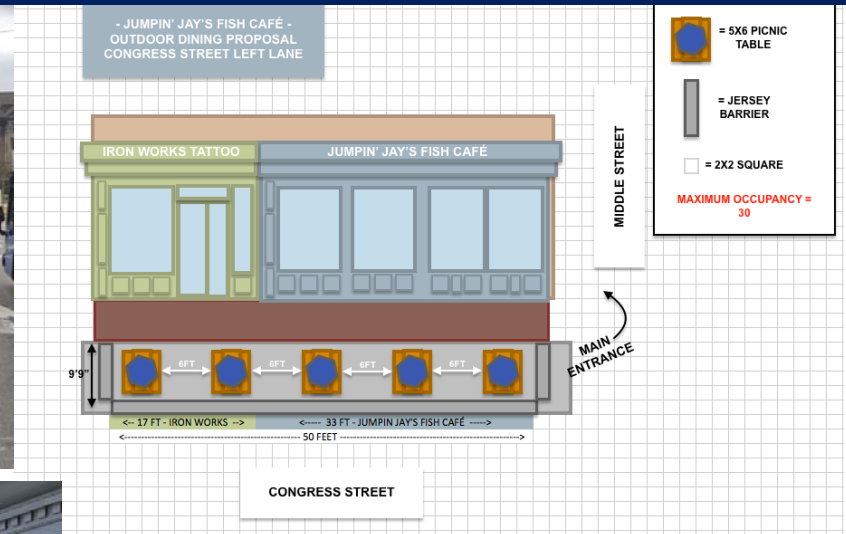 - JUMPIN' JAY'S FISH CAFÉ -
OUTDOOR DINING PROPOSAL
CONGRESS STREET LEFT LANE
= 5X6 PICNIC
TABLE
= JERSEY
BARRIER
= 2X2 SQUARE
MAXIMUM OCCUPANCY =
30
IRON WORKS TATTOO
JUMPIN' JAY'S FISH CAFÉ
MIDDLE STREET
MAIN
ENTRANCE
9'9"
6FT
6FT
6FT
6FT
<-- 17 FT - IRON WORKS -->
<----- 33 FT - JUMPIN JAY'S FISH CAFÉ ----->
<---------------------------------------------- 50 FEET ---------------------------------------------->
CONGRESS STREET